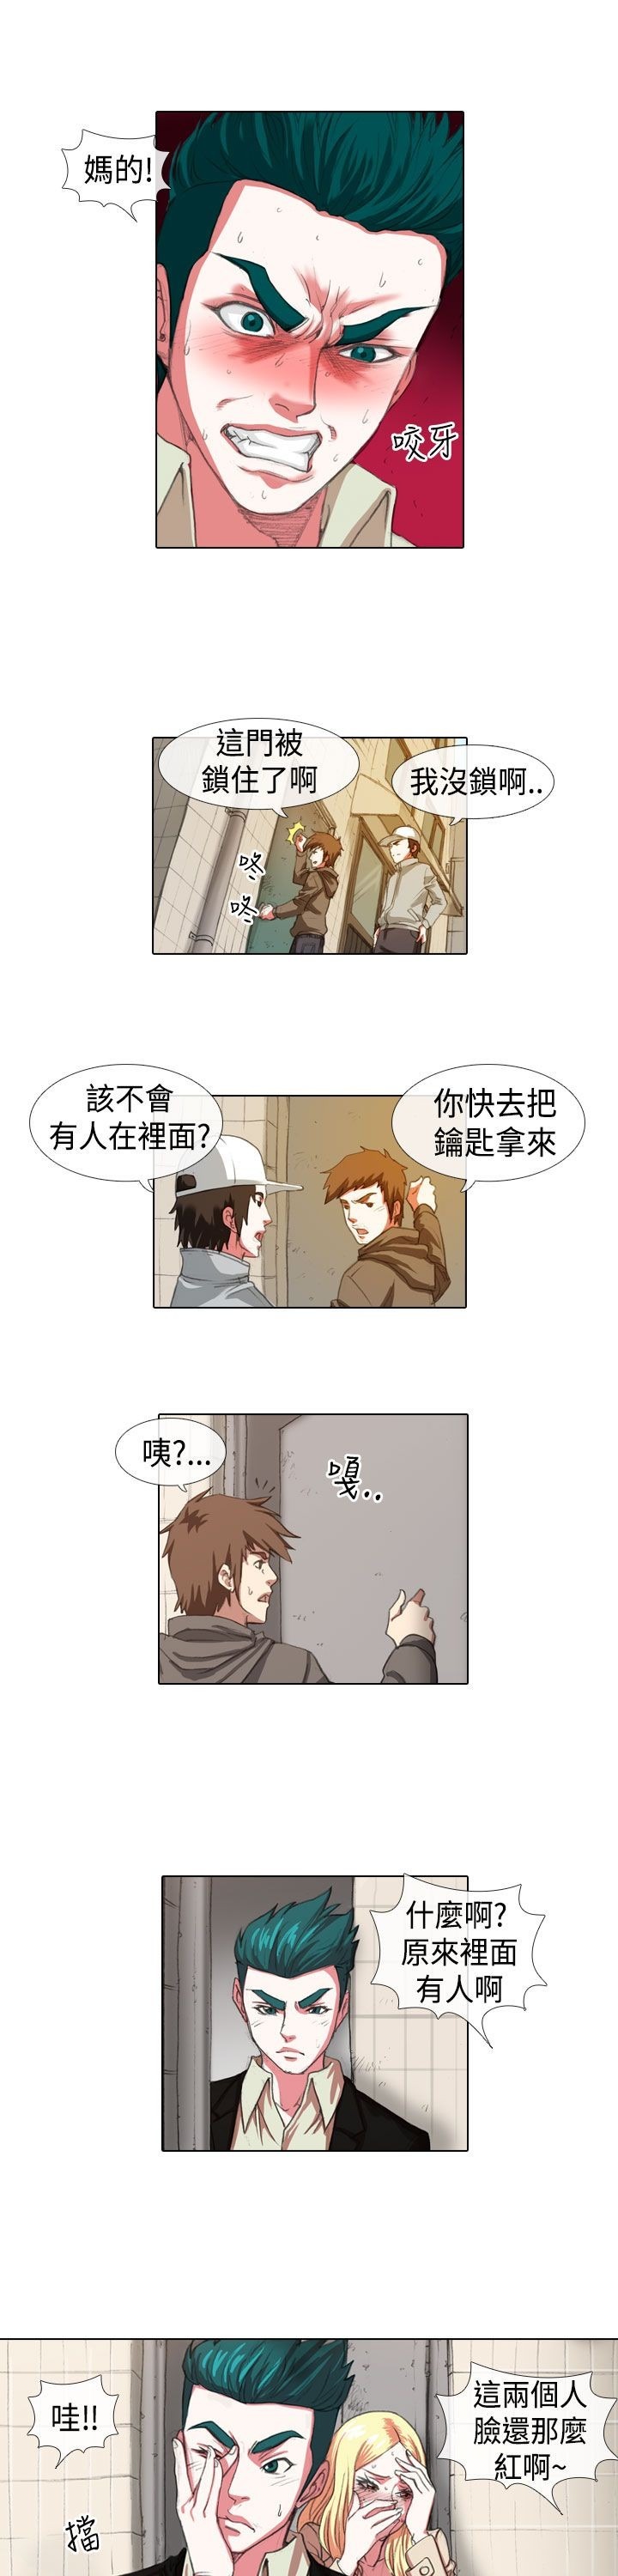 媽的!
咬牙
這門被
鎖住了啊
我沒鎖啊..
咚
咚
該不會
有人在裡面?
你快去把
鑰匙拿來
咦?...
嘎..
什麼啊?
原來裡面
有人啊
哇!!
這兩個人
臉還那麼
紅啊~
擋